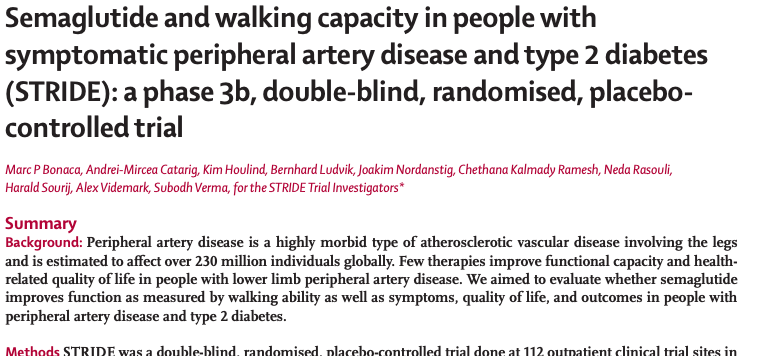 Semaglutide and walking capacity in people with
symptomatic peripheral artery disease and type 2 diabetes
(STRIDE): a phase 3b, double-blind, randomised, placebo-
controlled trial
Marc P Bonaca, Andrei-Mircea Catarig, Kim Houlind, Bernhard Ludvik, Joakim Nordanstig, Chethana Kalmady Ramesh, Neda Rasouli,
Harald Sourij, Alex Videmark, Subodh Verma, for the STRIDE Trial Investigators*
Summary
Background: Peripheral artery disease is a highly morbid type of atherosclerotic vascular disease involving the legs
and is estimated to affect over 230 million individuals globally. Few therapies improve functional capacity and health-
related quality of life in people with lower limb peripheral artery disease. We aimed to evaluate whether semaglutide
improves function as measured by walking ability as well as symptoms, quality of life, and outcomes in people with
peripheral artery disease and type 2 diabetes.
Methods STRIDE was a double-blind, randomised, placebo-controlled trial done at 112 outpatient clinical trial sites in